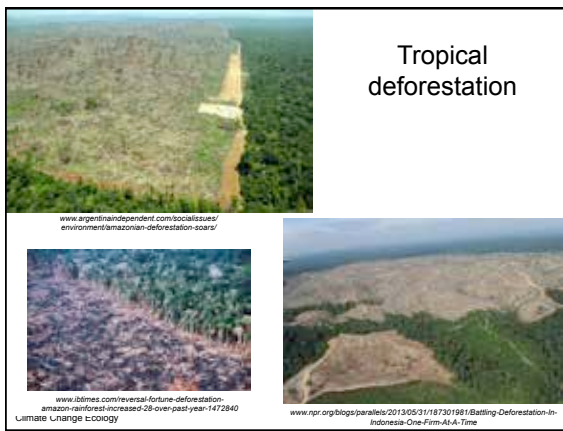 Tropical
deforestation
www.argentinaindependent.com/socialissues/
environment/amazonian-deforestation-soars/
www.ibtimes.com/reversal-fortune-deforestation-
amazon-rainforest-increased-28-over-past-year-1472840
Climate Change Ecology
www.npr.org/blogs/parallels/2013/05/31/187301981/Battling-Deforestation-In-
Indonesia-One-Firm-At-A-Time